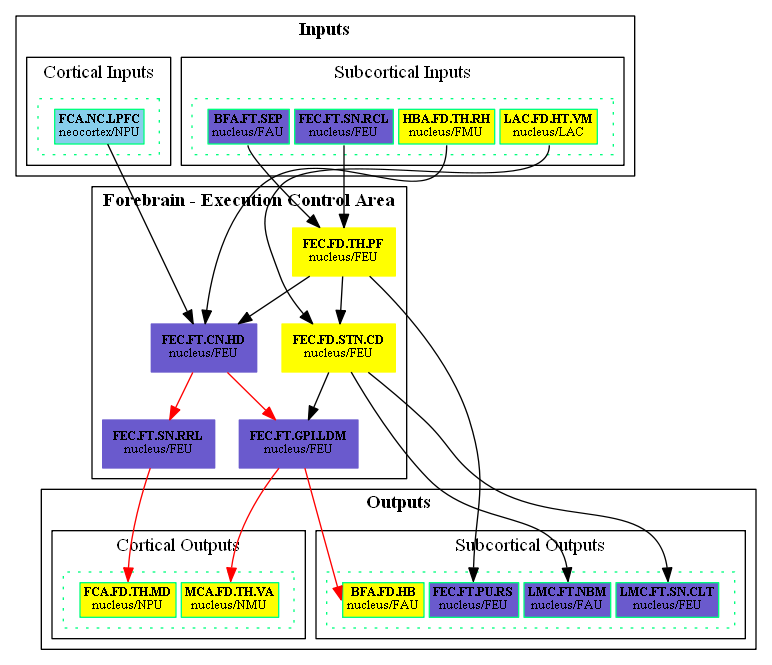 Inputs
Cortical Inputs
Subcortical Inputs
FCA.NC.LPFC
neocortex/NPU
BFA.FT.SEP
nucleus/FAU
FEC.FT.SN.RCL
nucleus/FEU
HBA.FD.TH.RH
nucleus/FMU
LAC.FD.HT.VM
nucleus/LAC
Forebrain - Execution Control Area
FEC.FD.TH.PF
nucleus/FEU
FEC.FT.CN.HD
nucleus/FEU
FEC.FD.STN.CD
nucleus/FEU
FEC.FT.SN.RRL
nucleus/FEU
FEC.FT.GPI.LDM
nucleus/FEU
Outputs
Cortical Outputs
Subcortical Outputs
FCA.FD.TH.MD
nucleus/NPU
MCA.FD.TH.VA
nucleus/NMU
BFA.FD.HB
nucleus/FAU
FEC.FT.PU.RS
nucleus/FEU
LMC.FT.NBM
nucleus/FAU
LMC.FT.SN.CLT
nucleus/FEU